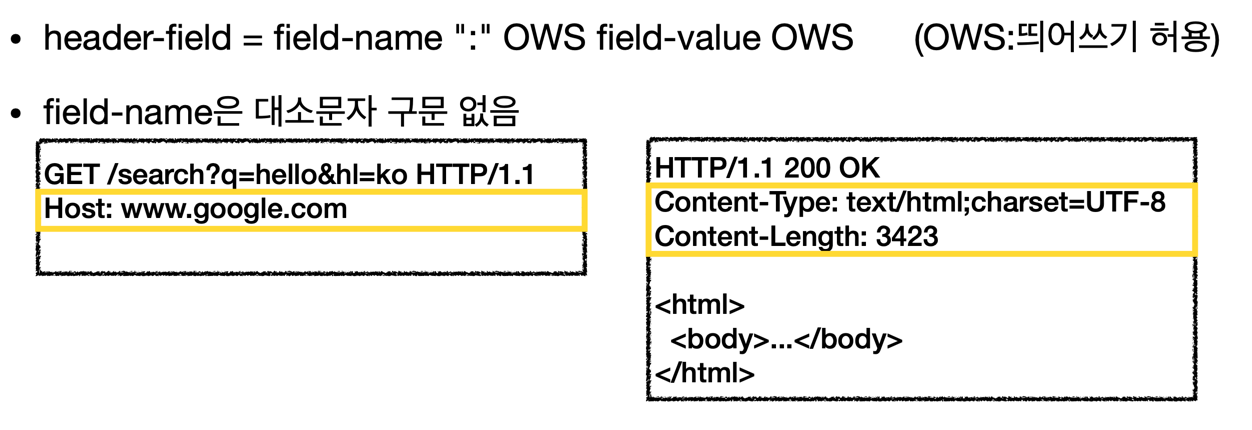 • header-field = field-name ":" OWS field-value OWS (OWS:띄어쓰기 허용)
• field-name은 대소문자 구문 없음
GET /search?q=hello&hl=ko HTTP/1.1
Host: www.google.com
HTTP/1.1 200 OK
Content-Type: text/html;charset=UTF-8
Content-Length: 3423
<html>
<body>...</body>
</html>